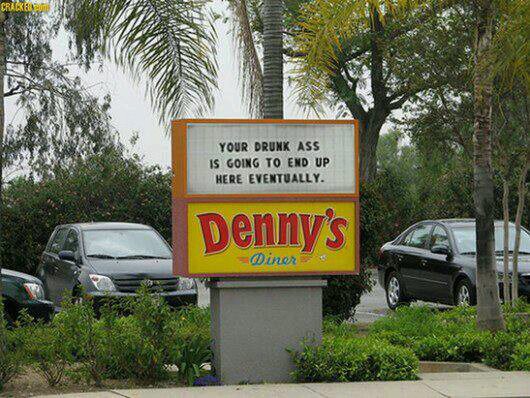 CRACKED.COM
YOUR DRUNK ASS
IS GOING TO END UP
HERE EVENTUALLY.
Denny's
Diner